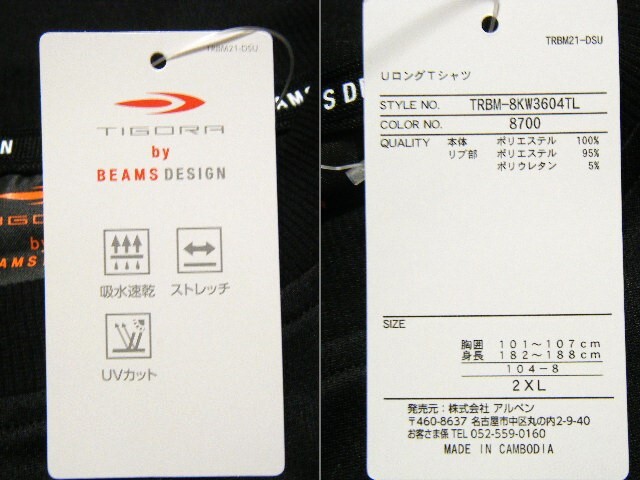 TRBM21-DSU
TIGORA
by
BEAMS DESIGN
吸水速乾
ストレッチ
UVカット
TRBM21-DSU
UロングTシャツ
STYLE NO. TRBM-8KW3604TL
COLOR NO. 8700
QUALITY 本体 ポリエステル 100%
リブ部 ポリエステル 95%
ポリウレタン 5%
SIZE
胸囲 101～107cm
身長 182～188cm
104-8
2XL
発売元：株式会社 アルペン
〒460-8637 名古屋市中区丸の内2-9-40
お客さま係 TEL 052-559-0160
MADE IN CAMBODIA